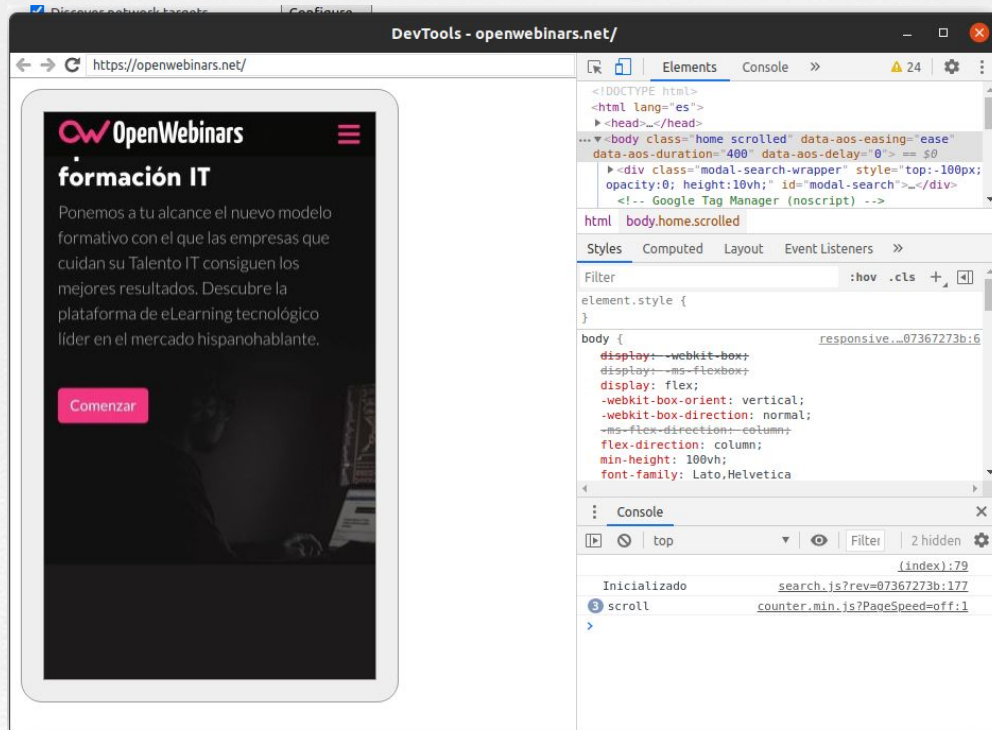 Discover network targets Configure...
DevTools - openwebinars.net/
https://openwebinars.net/
OpenWebinars
formación IT
Ponemos a tu alcance el nuevo modelo
formativo con el que las empresas que
cuidan su Talento IT consiguen los
mejores resultados. Descubre la
plataforma de eLearning tecnológico
líder en el mercado hispanohablante.
Comenzar
Elements Console » 24
<!DOCTYPE html>
<html lang="es">
<head>…</head>
<body class="home scrolled" data-aos-easing="ease"
data-aos-duration="400" data-aos-delay="0"> == $0
<div class="modal-search-wrapper" style="top:-100px;
opacity:0; height:10vh;" id="modal-search">…</div>
<!-- Google Tag Manager (noscript) -->
html body.home.scrolled
Styles Computed Layout Event Listeners »
Filter :hov .cls +
element.style {
}
body { responsive.…07367273b:6
display: -webkit-box;
display: -ms-flexbox;
display: flex;
-webkit-box-orient: vertical;
-webkit-box-direction: normal;
-ms-flex-direction: column;
flex-direction: column;
min-height: 100vh;
font-family: Lato,Helvetica
Console
top Filter 2 hidden
(index):79
Inicializado search.js?rev=07367273b:177
3 scroll counter.min.js?PageSpeed=off:1
>